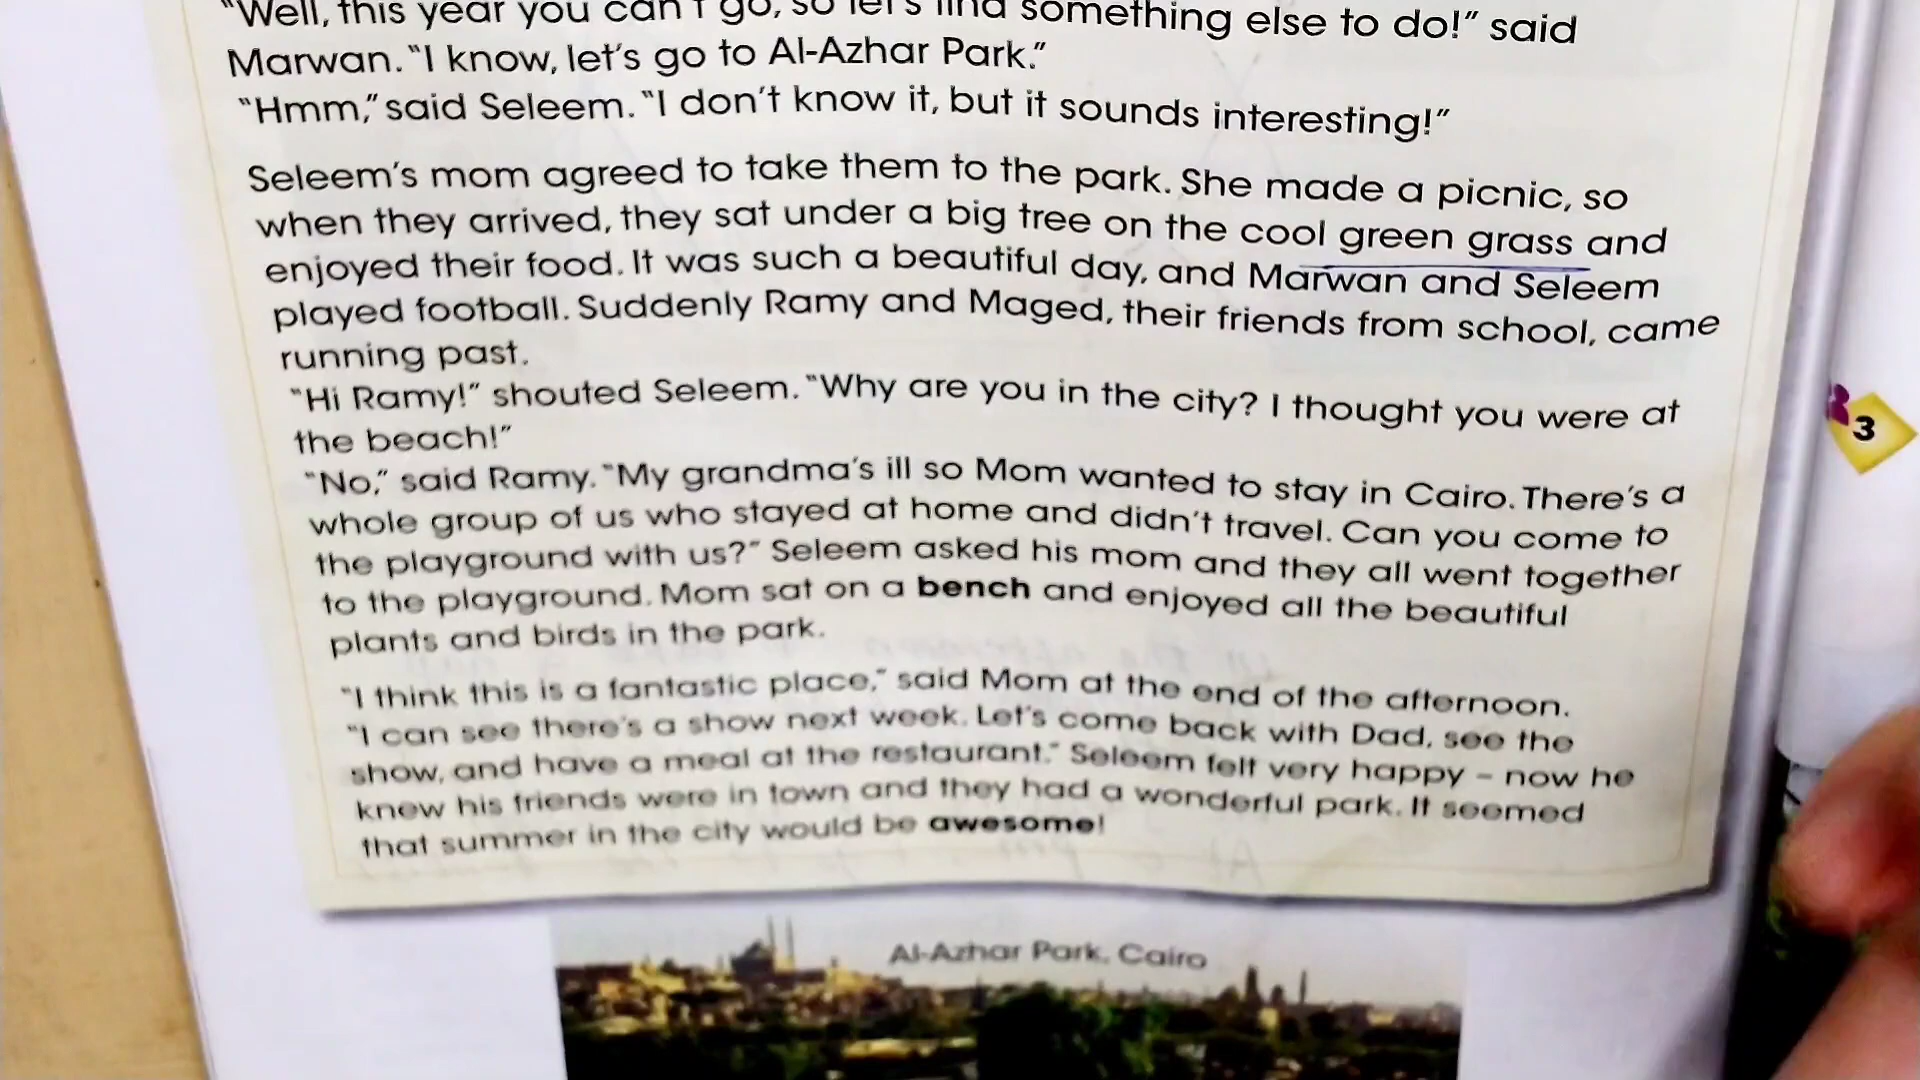 "Well, this year you can't go, so let's find something else to do!" said
Marwan. "I know, let's go to Al-Azhar Park."
"Hmm," said Seleem. "I don't know it, but it sounds interesting!"
Seleem's mom agreed to take them to the park. She made a picnic, so
when they arrived, they sat under a big tree on the cool green grass and
enjoyed their food. It was such a beautiful day, and Marwan and Seleem
played football. Suddenly Ramy and Maged, their friends from school, came
running past.
"Hi Ramy!" shouted Seleem. "Why are you in the city? I thought you were at
the beach!"
"No," said Ramy. "My grandma's ill so Mom wanted to stay in Cairo. There's a
whole group of us who stayed at home and didn't travel. Can you come to
the playground with us?" Seleem asked his mom and they all went together
to the playground. Mom sat on a bench and enjoyed all the beautiful
plants and birds in the park.
"I think this is a fantastic place," said Mom at the end of the afternoon.
"I can see there's a show next week. Let's come back with Dad, see the
show, and have a meal at the restaurant." Seleem felt very happy – now he
knew his friends were in town and they had a wonderful park. It seemed
that summer in the city would be awesome!
Al-Azhar Park, Cairo
3